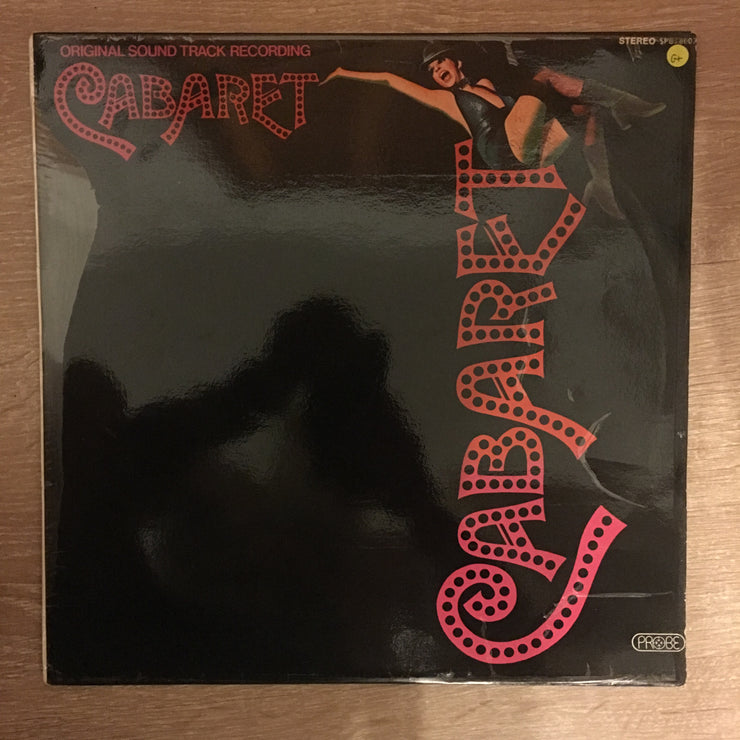 ORIGINAL SOUND TRACK RECORDING
STEREO
CABARET
G+
CABARET
PROBE